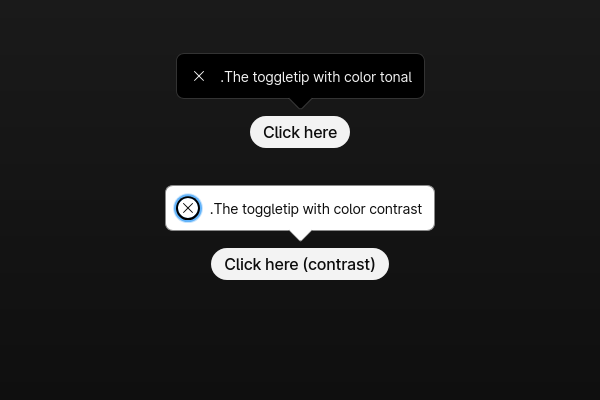 .The toggletip with color tonal
Click here
.The toggletip with color contrast
Click here (contrast)